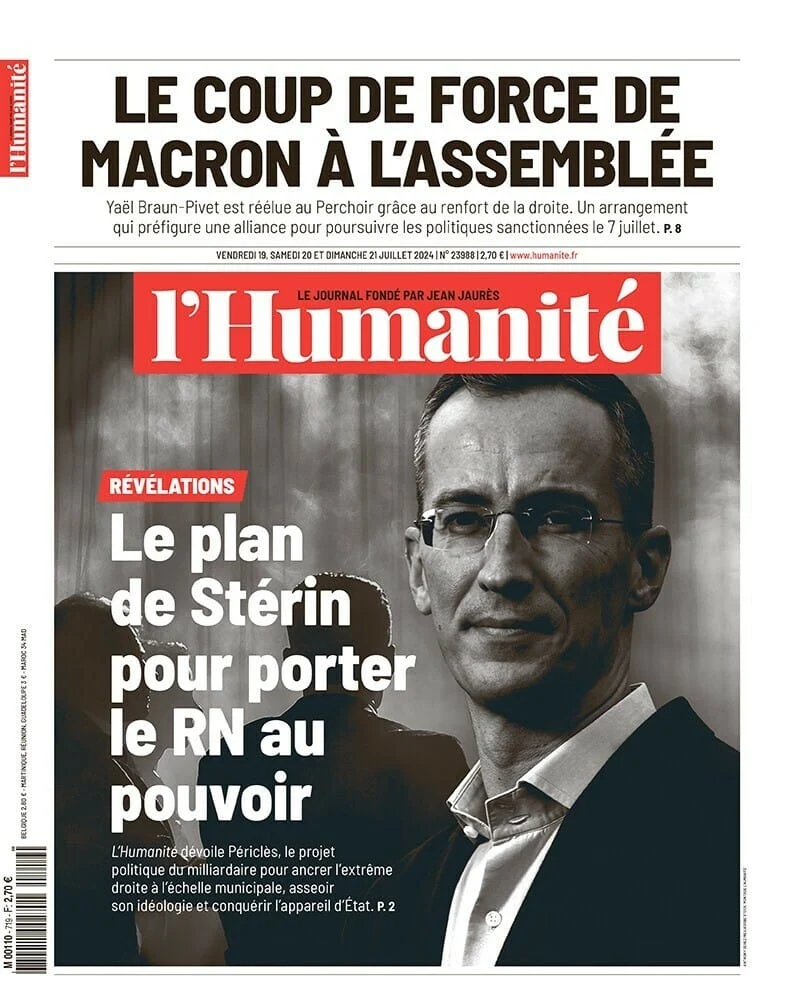 l'Humanité
LE COUP DE FORCE DE
MACRON À L'ASSEMBLÉE
Yaël Braun-Pivet est réélue au Perchoir grâce au renfort de la droite. Un arrangement
qui préfigure une alliance pour poursuivre les politiques sanctionnées le 7 juillet. P. 8
VENDREDI 19, SAMEDI 20 ET DIMANCHE 21 JUILLET 2024 | N° 23988 | 2,70 € | www.humanite.fr
LE JOURNAL FONDÉ PAR JEAN JAURÈS
l'Humanité
RÉVÉLATIONS
Le plan
de Stérin
pour porter
le RN au
pouvoir
L'Humanité dévoile Périclès, le projet
politique du milliardaire pour ancrer l'extrême
droite à l'échelle municipale, asseoir
son idéologie et conquérir l'appareil d'État. P. 2
BELGIQUE 2,80 € - MARTINIQUE, RÉUNION, GUADELOUPE 3 € - MAROC 34 MAD
M 00110 - 719 - F: 2,70 €